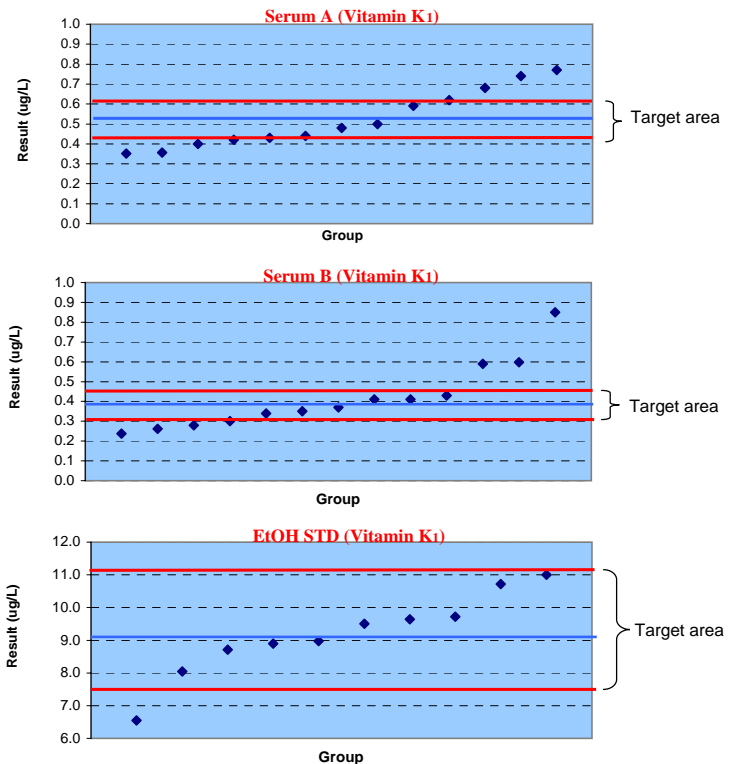 Serum A (Vitamin K1)
1.0
0.9
0.8
0.7
0.6
0.5
0.4
0.3
0.2
0.1
0.0
Result (ug/L)
Group
Target area
Serum B (Vitamin K1)
1.0
0.9
0.8
0.7
0.6
0.5
0.4
0.3
0.2
0.1
0.0
Result (ug/L)
Group
Target area
EtOH STD (Vitamin K1)
12.0
11.0
10.0
9.0
8.0
7.0
6.0
Result (ug/L)
Group
Target area